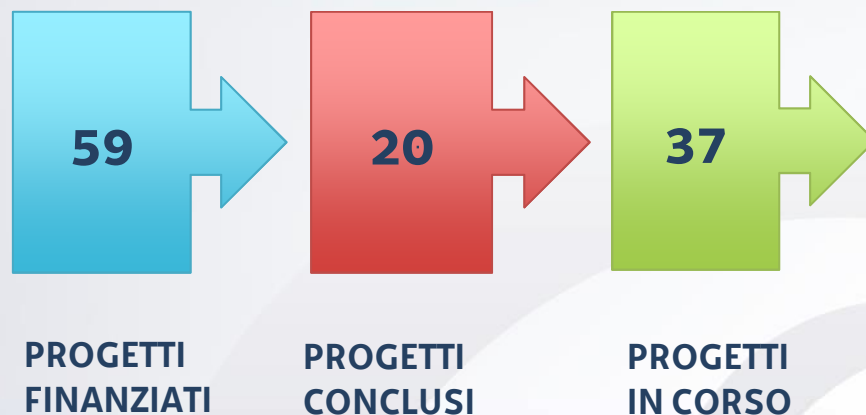 59
20
37
PROGETTI
FINANZIATI
PROGETTI
CONCLUSI
PROGETTI
IN CORSO